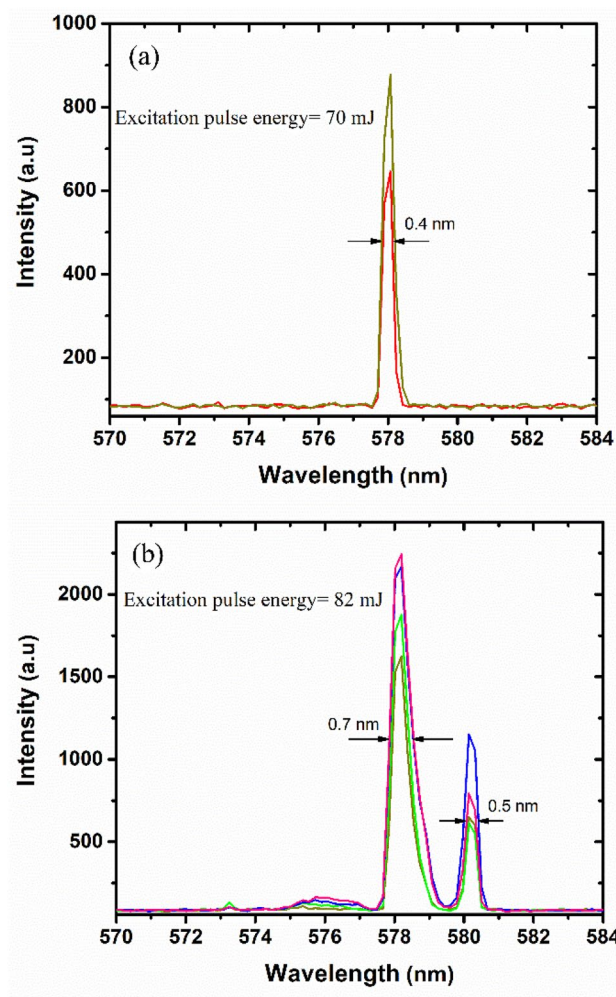 1000
(a)
800
Excitation pulse energy= 70 mJ
600
0.4 nm
400
200
Intensity (a.u)
570 572 574 576 578 580 582 584
Wavelength (nm)
(b)
2000
Excitation pulse energy= 82 mJ
1500
0.7 nm
1000
0.5 nm
500
Intensity (a.u)
570 572 574 576 578 580 582 584
Wavelength (nm)